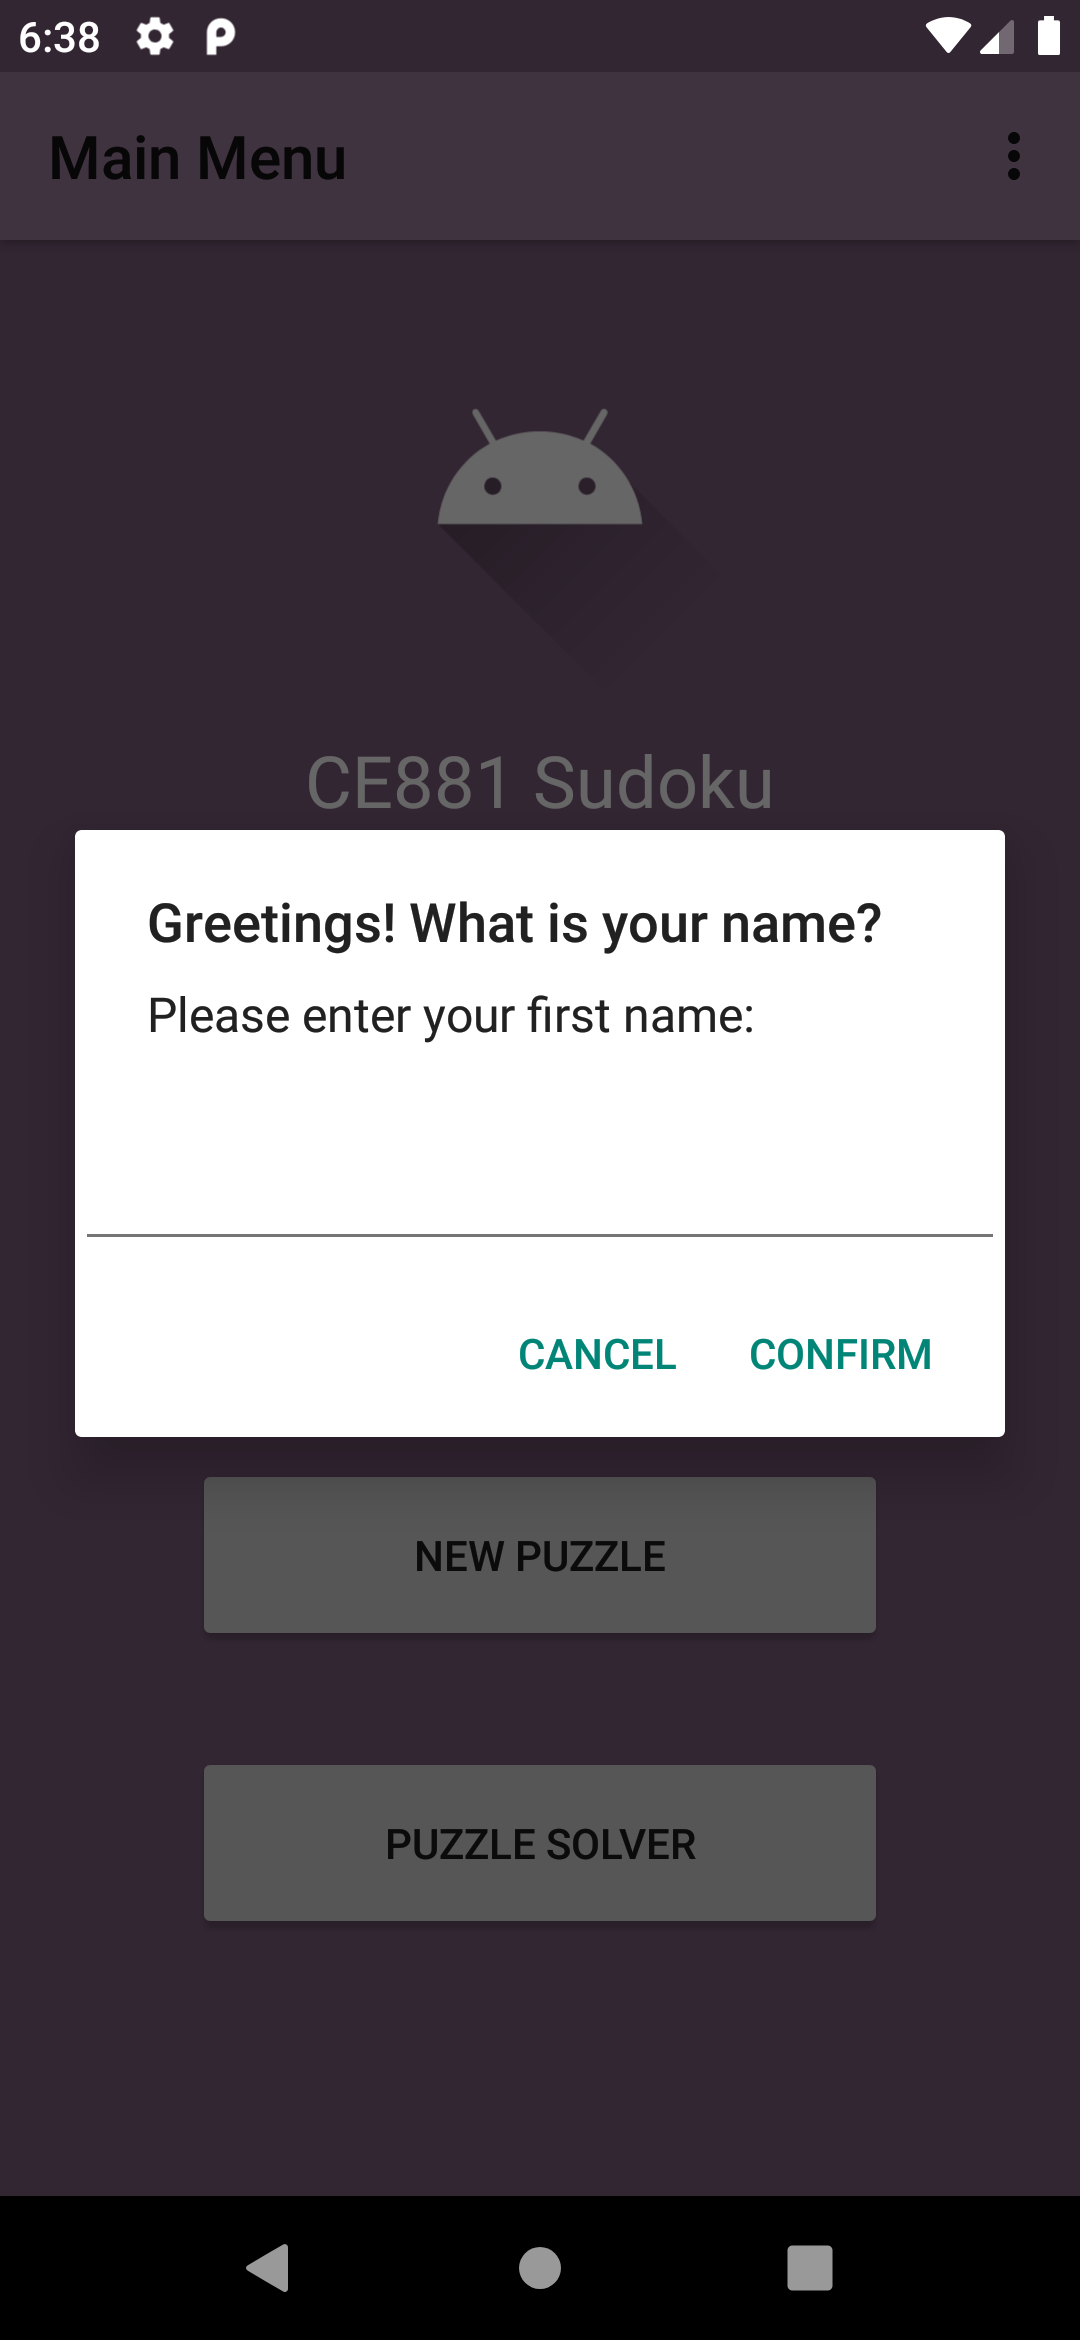 6:38
Main Menu
CE881 Sudoku
Greetings! What is your name?
Please enter your first name:
CANCEL CONFIRM
NEW PUZZLE
PUZZLE SOLVER